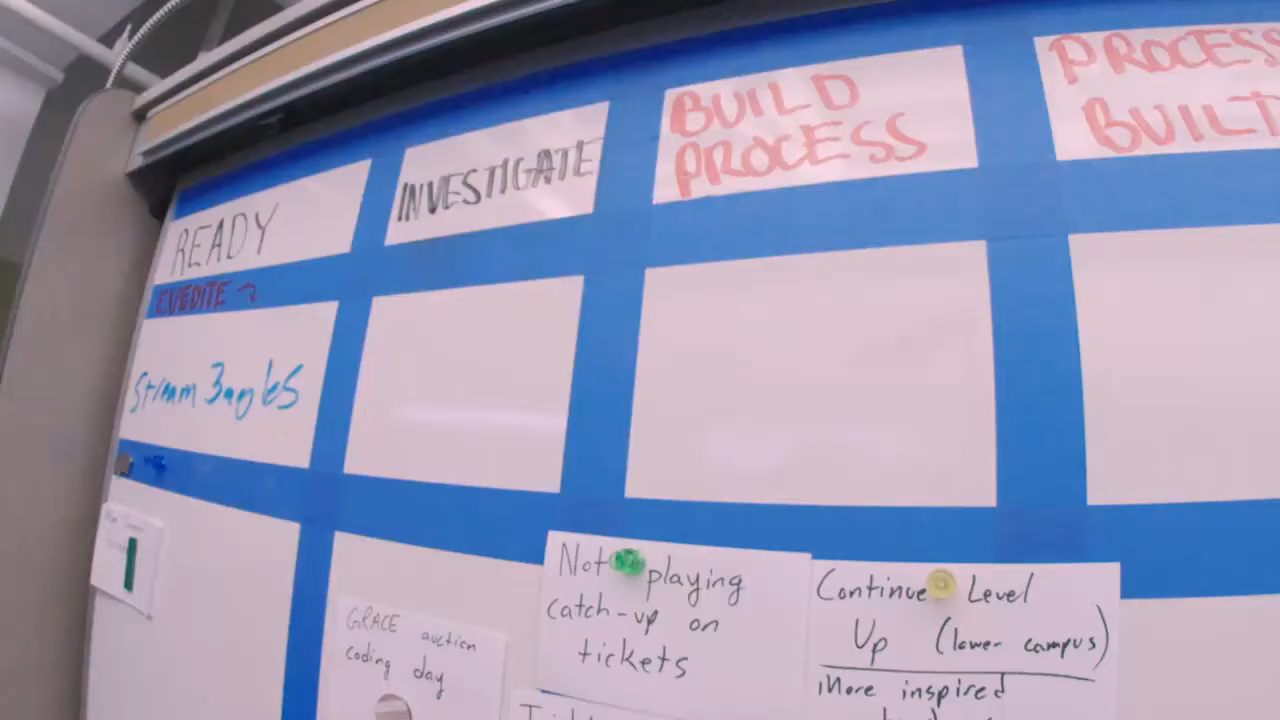 READY
INVESTIGATE
BUILD
PROCESS
PROCESS
BUILT
EXPEDITE
Stream 3angles
GRACE auction
coding day
Not playing
catch-up on
tickets
Continue Level
Up (lower campus)
More inspired